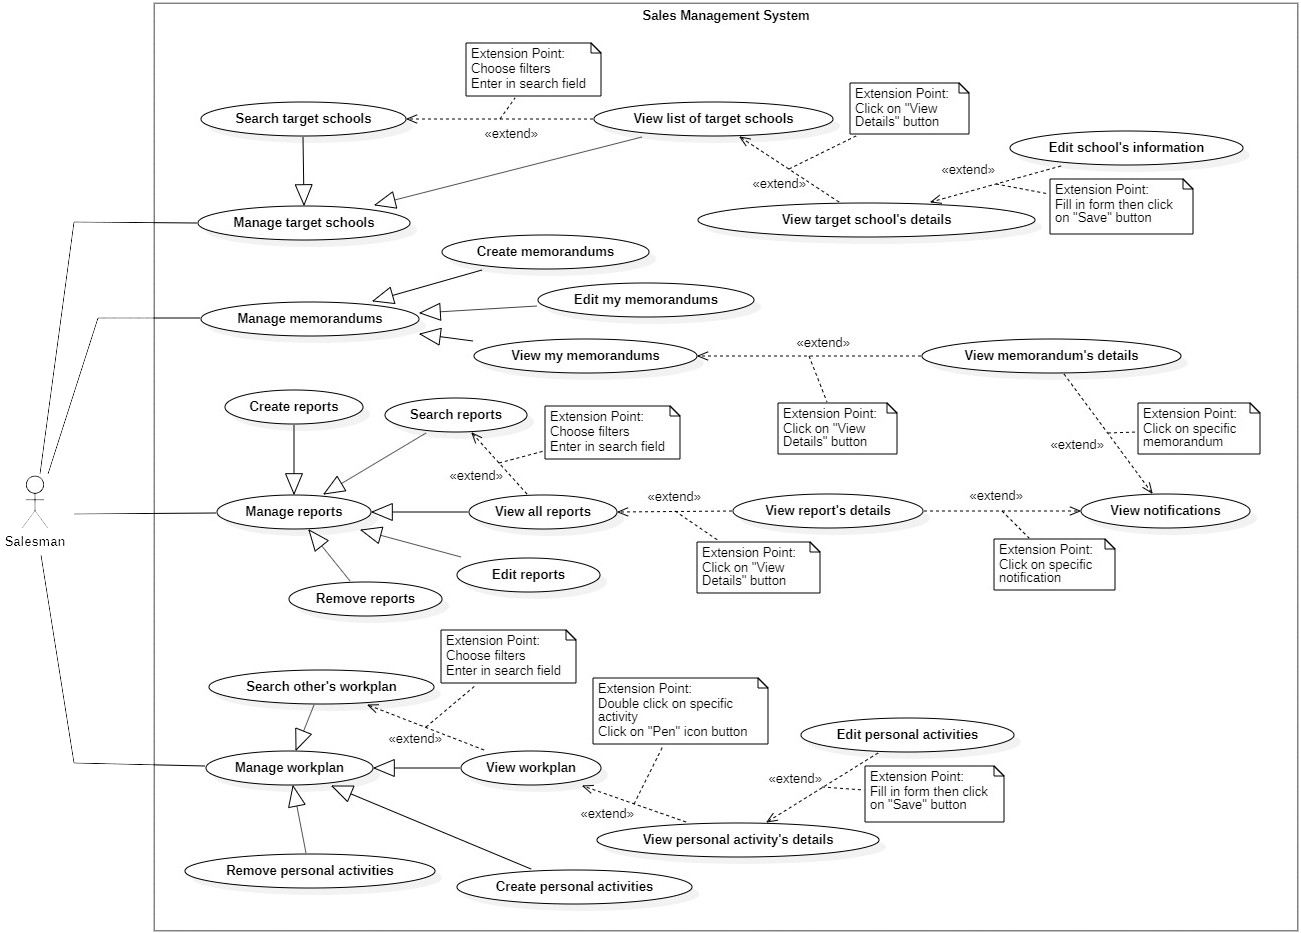 Sales Management System
Extension Point:
Choose filters
Enter in search field
Search target schools
«extend»
View list of target schools
Extension Point:
Click on "View
Details" button
Edit school's information
«extend»
«extend»
Extension Point:
Fill in form then click
on "Save" button
Manage target schools
View target school's details
Create memorandums
Edit my memorandums
Manage memorandums
View my memorandums
«extend»
View memorandum's details
Create reports
Search reports
Extension Point:
Choose filters
Enter in search field
Extension Point:
Click on "View
Details" button
Extension Point:
Click on specific
memorandum
«extend»
«extend»
Manage reports
View all reports
«extend»
View report's details
«extend»
View notifications
Salesman
Extension Point:
Click on "View
Details" button
Extension Point:
Click on specific
notification
Edit reports
Remove reports
Extension Point:
Choose filters
Enter in search field
Search other's workplan
Extension Point:
Double click on specific
activity
Click on "Pen" icon button
«extend»
Edit personal activities
Manage workplan
View workplan
«extend»
Extension Point:
Fill in form then click
on "Save" button
«extend»
View personal activity's details
Remove personal activities
Create personal activities